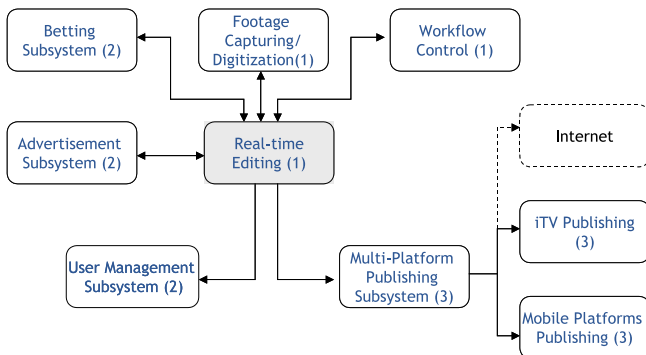 Betting
Subsystem (2)
Footage
Capturing/
Digitization(1)
Workflow
Control (1)
Advertisement
Subsystem (2)
Real-time
Editing (1)
Internet
User Management
Subsystem (2)
Multi-Platform
Publishing
Subsystem (3)
iTV Publishing
(3)
Mobile Platforms
Publishing (3)